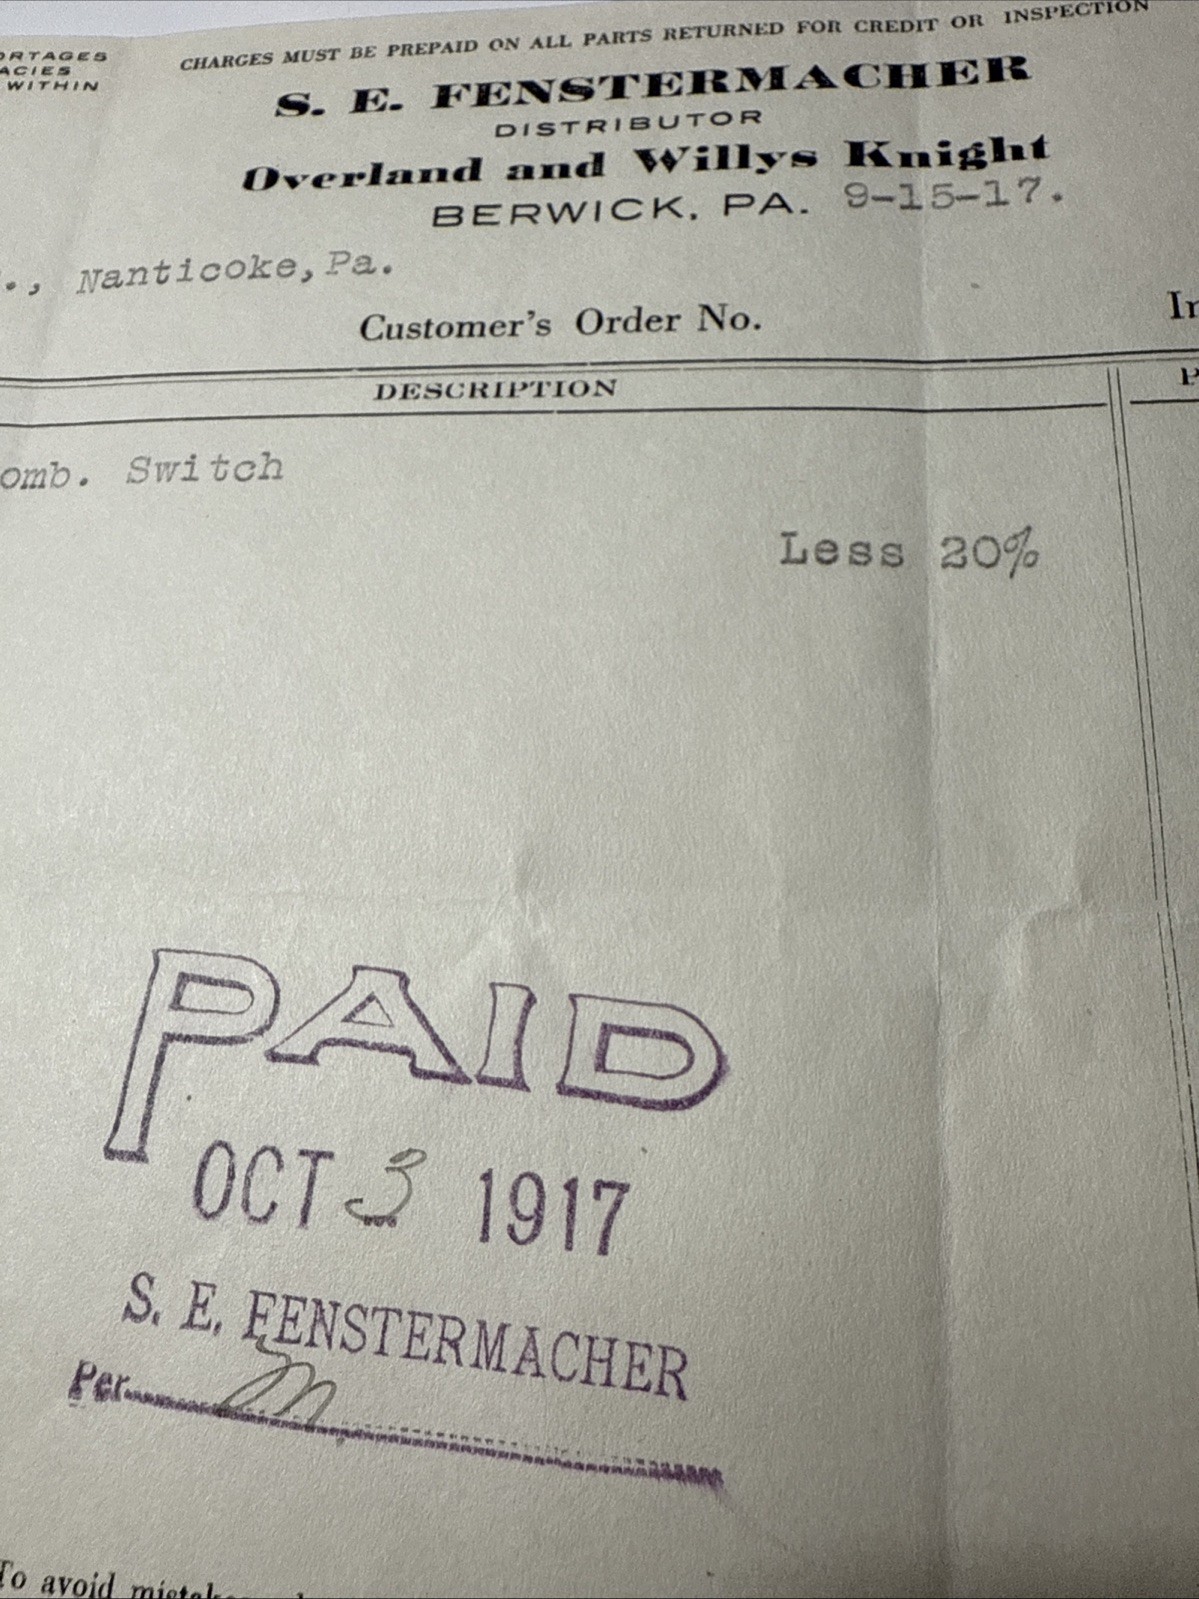 CHARGES MUST BE PREPAID ON ALL PARTS RETURNED FOR CREDIT OR INSPECTION
ORTAGES
ACIES
WITHIN
S. E. FENSTERMACHER
DISTRIBUTOR
Overland and Willys Knight
BERWICK, PA. 9-15-17.
., Nanticoke,Pa.
Customer's Order No.
DESCRIPTION
omb. Switch
Less 20%
PAID
OCT 3 1917
S. E. FENSTERMACHER
Per
To avoid